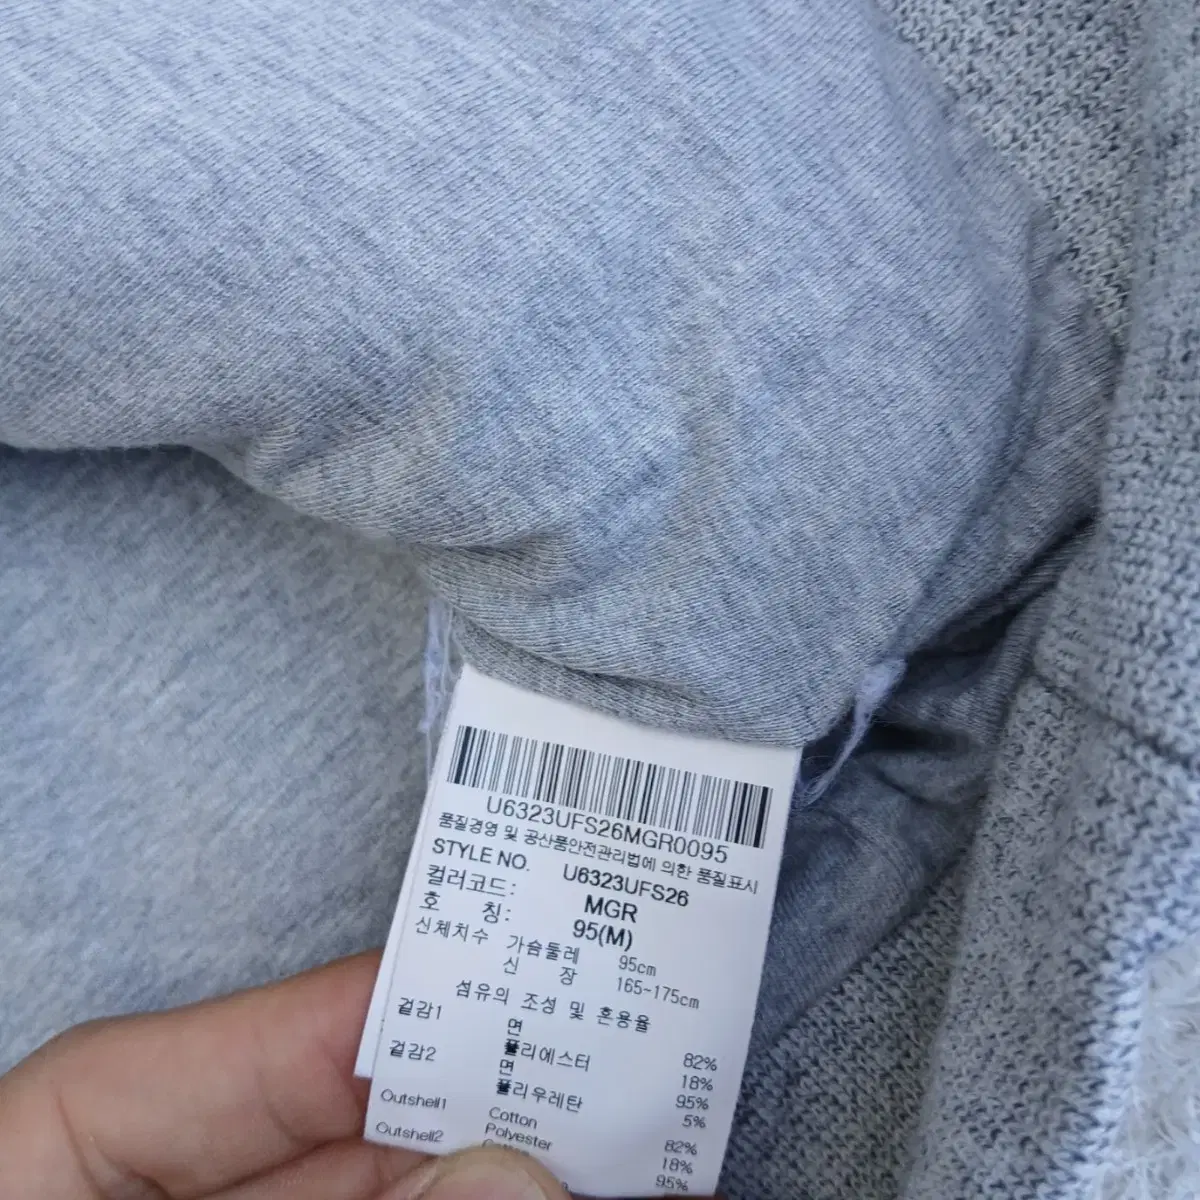 U6323UFS26MGR0095
품질경영 및 공산품안전관리법에 의한 품질표시
STYLE NO. U6323UFS26
컬러코드: MGR
호 칭: 95(M)
신체치수 가슴둘레 95cm
신 장 165-175cm
섬유의 조성 및 혼용율
겉감1 면 82%
폴리에스터 18%
겉감2 면 95%
폴리우레탄 5%
Outshell1 Cotton 82%
Polyester 18%
Outshell2 95%